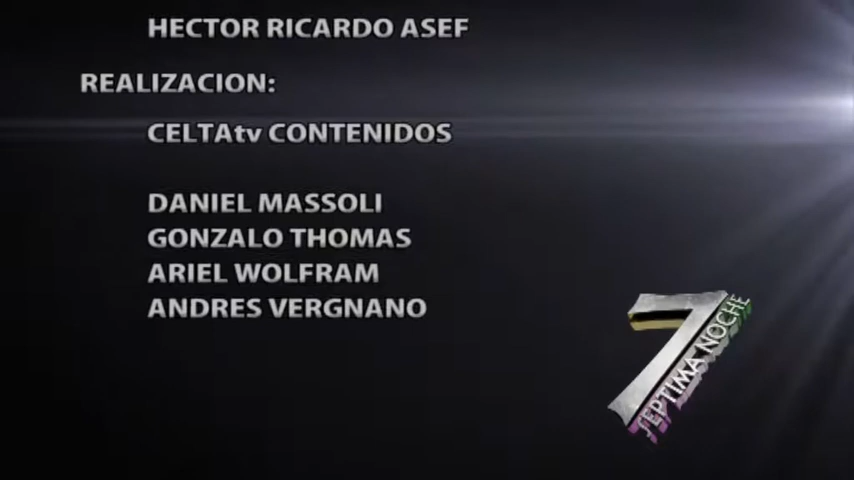 HECTOR RICARDO ASEF
REALIZACION:
CELTAtv CONTENIDOS
DANIEL MASSOLI
GONZALO THOMAS
ARIEL WOLFRAM
ANDRES VERGNANO
7
SEPTIMA NOCHE